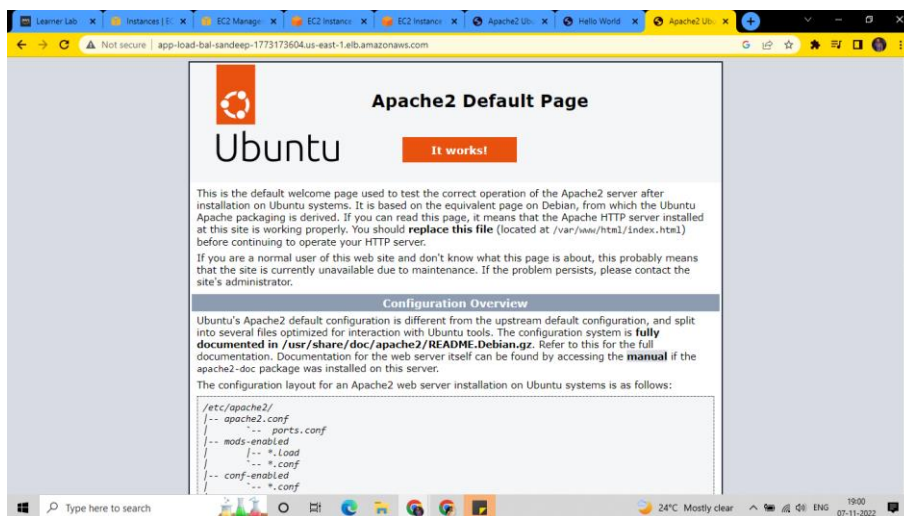 Learner Lab
Instances | EC
EC2 Manage
EC2 Instance
EC2 Instance
Apache2 Ubu
Hello World
Apache2 Ubu
Not secure | app-load-bal-sandeep-1773173604.us-east-1.elb.amazonaws.com
Apache2 Default Page
Ubuntu
It works!
This is the default welcome page used to test the correct operation of the Apache2 server after
installation on Ubuntu systems. It is based on the equivalent page on Debian, from which the Ubuntu
Apache packaging is derived. If you can read this page, it means that the Apache HTTP server installed
at this site is working properly. You should replace this file (located at /var/www/html/index.html)
before continuing to operate your HTTP server.
If you are a normal user of this web site and don't know what this page is about, this probably means
that the site is currently unavailable due to maintenance. If the problem persists, please contact the
site's administrator.
Configuration Overview
Ubuntu's Apache2 default configuration is different from the upstream default configuration, and split
into several files optimized for interaction with Ubuntu tools. The configuration system is fully
documented in /usr/share/doc/apache2/README.Debian.gz. Refer to this for the full
documentation. Documentation for the web server itself can be found by accessing the manual if the
apache2-doc package was installed on this server.
The configuration layout for an Apache2 web server installation on Ubuntu systems is as follows:
/etc/apache2/
|-- apache2.conf
|       `--  ports.conf
|-- mods-enabled
|       |-- *.load
|       `-- *.conf
|-- conf-enabled
|       `-- *.conf
Type here to search
24°C Mostly clear
ENG
19:00
07-11-2022